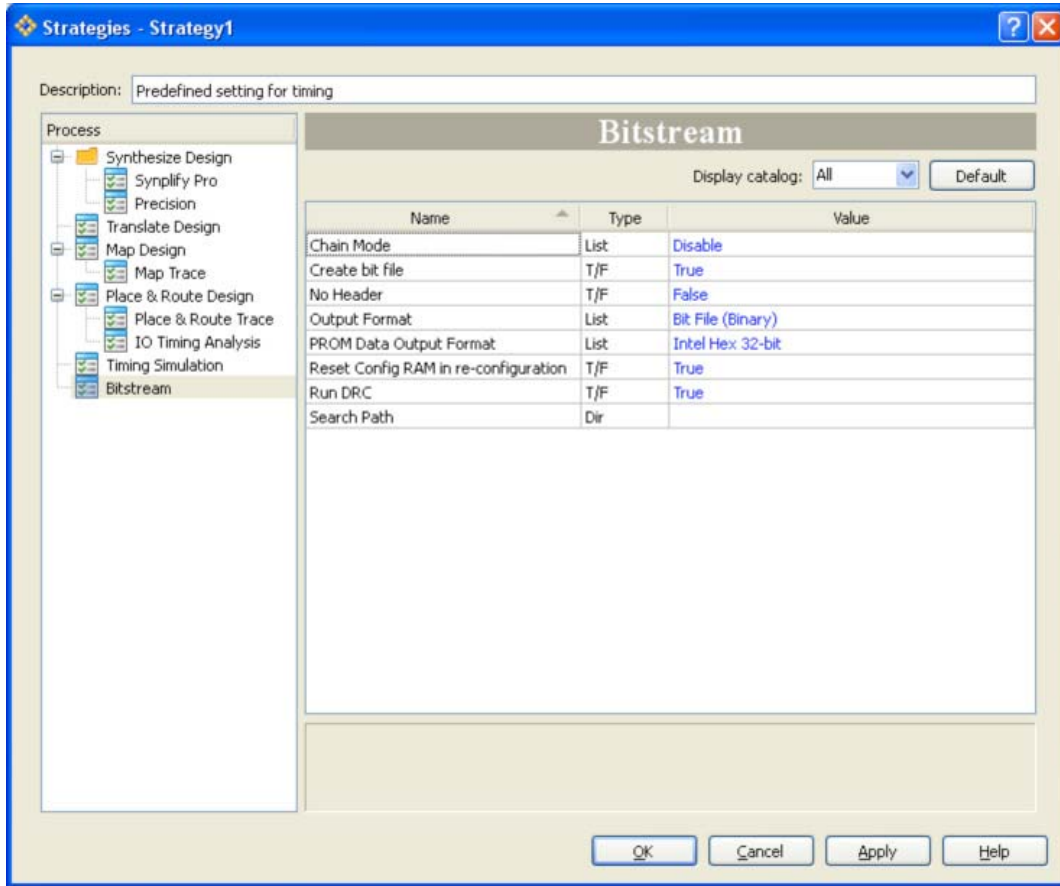 Strategies - Strategy1
Description: Predefined setting for timing
Process
Synthesize Design
Synplify Pro
Precision
Translate Design
Map Design
Map Trace
Place & Route Design
Place & Route Trace
IO Timing Analysis
Timing Simulation
Bitstream
Bitstream
Display catalog: All Default
Name Type Value
Chain Mode List Disable
Create bit file T/F True
No Header T/F False
Output Format List Bit File (Binary)
PROM Data Output Format List Intel Hex 32-bit
Reset Config RAM in re-configuration T/F True
Run DRC T/F True
Search Path Dir
OK Cancel Apply Help